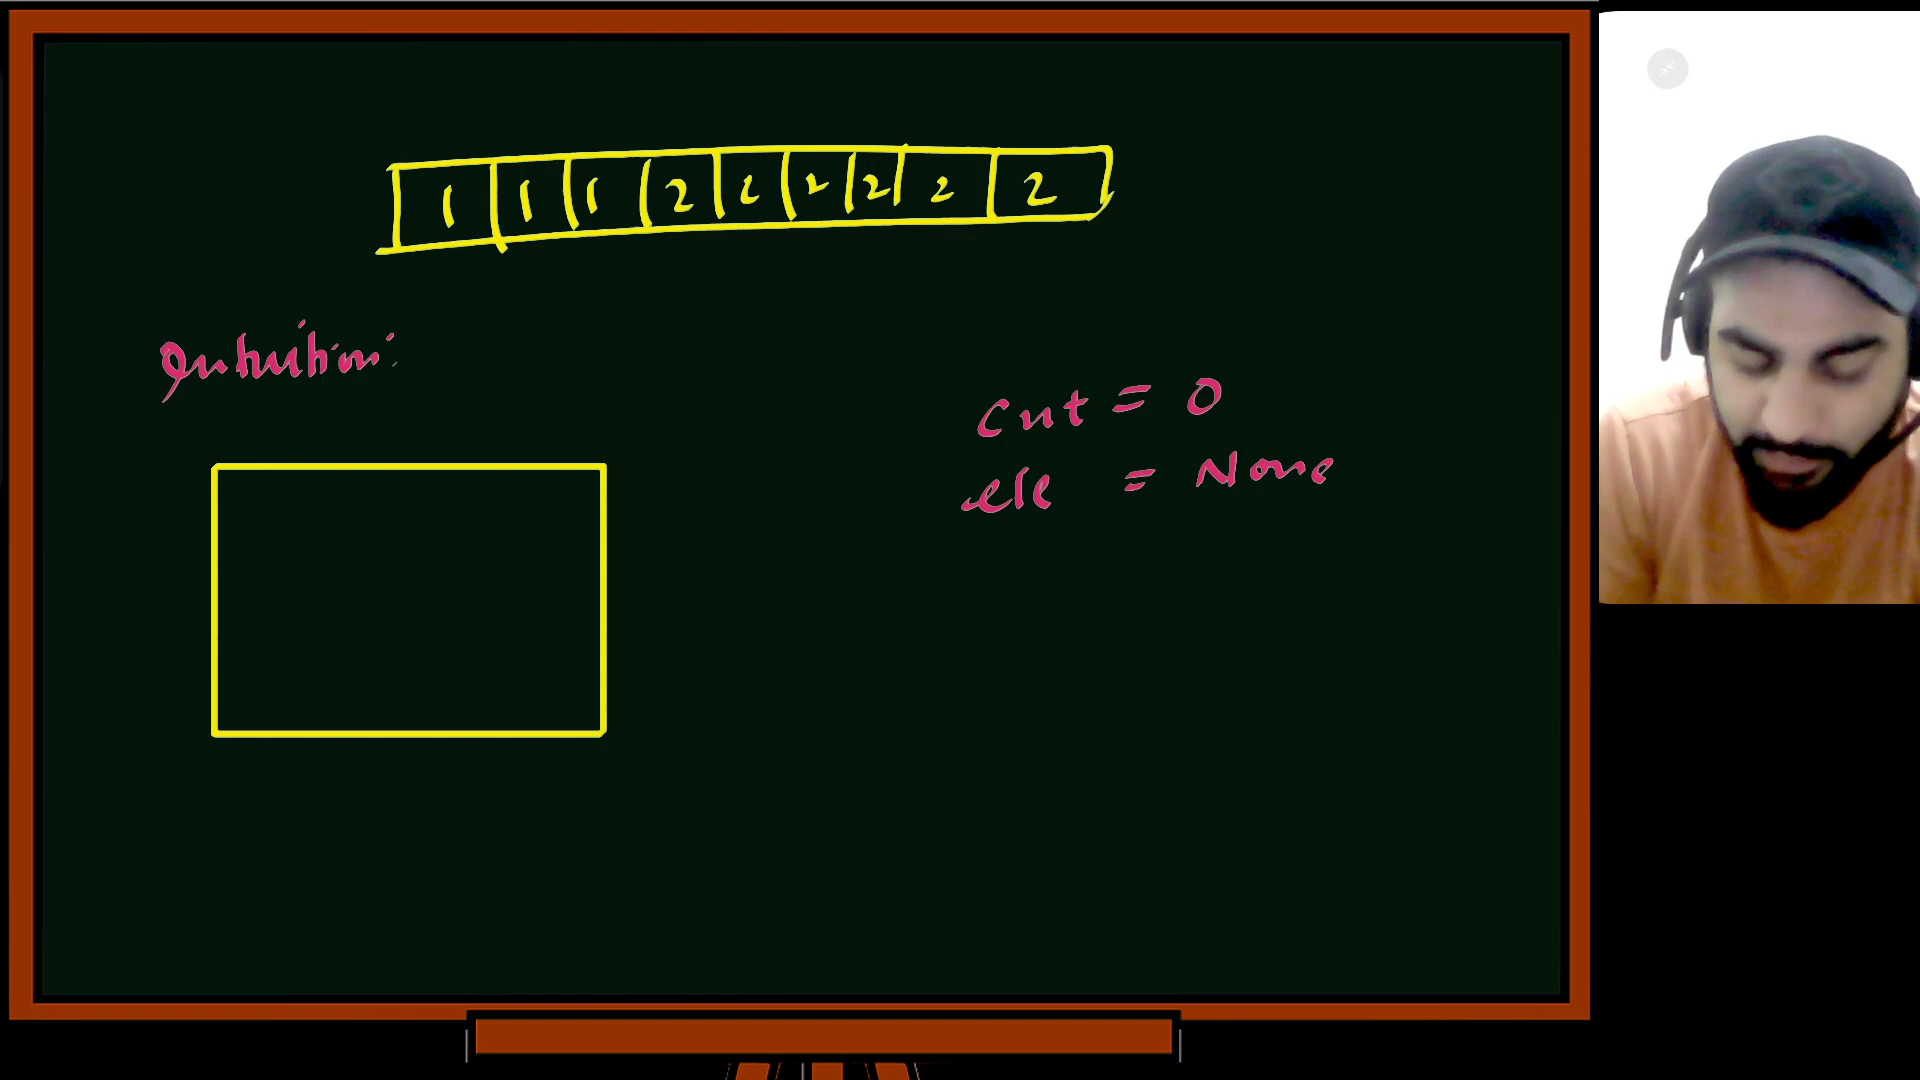 1 1 1 2 2 2 2 2 2
Intuition:
cnt = 0
ele = None